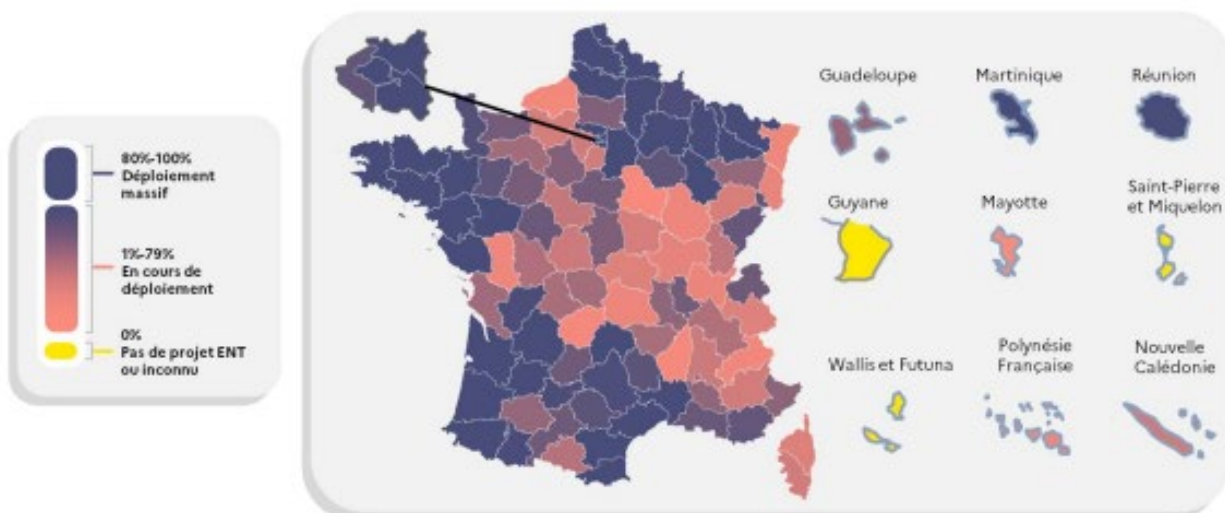 80%-100%
Déploiement
massif
1%-79%
En cours de
déploiement
0%
Pas de projet ENT
ou inconnu
Guadeloupe
Martinique
Réunion
Guyane
Mayotte
Saint-Pierre
et Miquelon
Wallis et Futuna
Polynésie
Française
Nouvelle
Calédonie